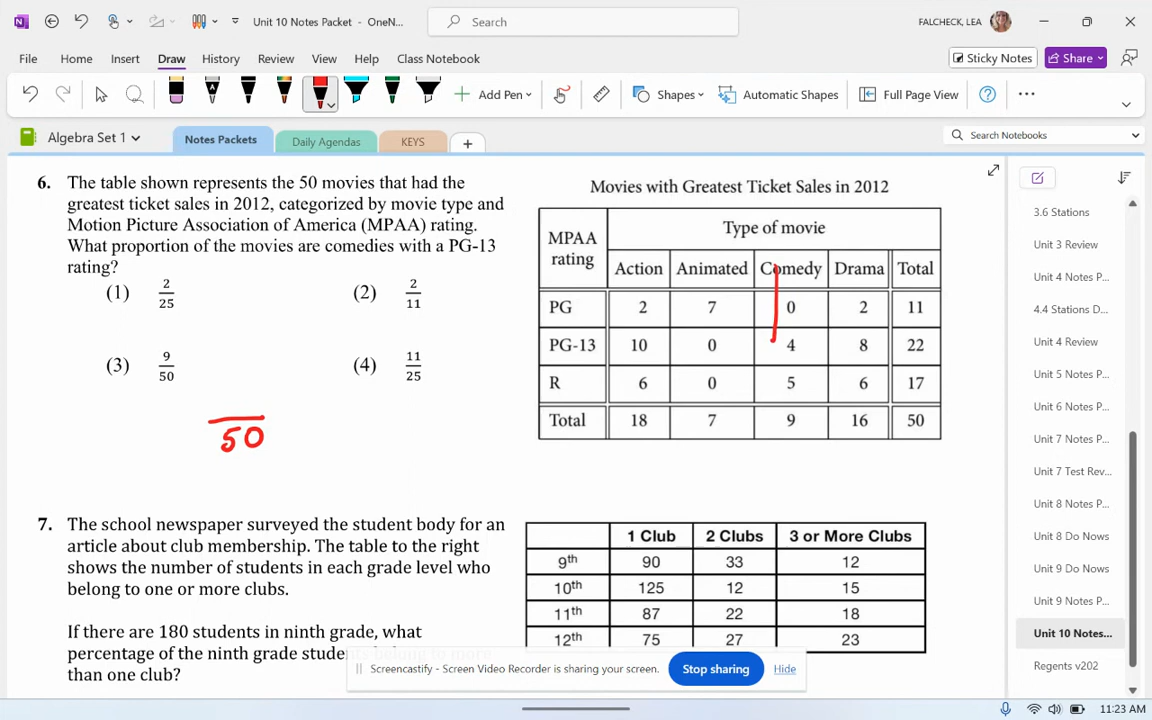 Unit 10 Notes Packet - OneN...
Search
FALCHECK, LEA
File Home Insert Draw History Review View Help Class Notebook
Sticky Notes
Share
Add Pen
Shapes
Automatic Shapes
Full Page View
Algebra Set 1
Notes Packets
Daily Agendas
KEYS
Search Notebooks
6. The table shown represents the 50 movies that had the
greatest ticket sales in 2012, categorized by movie type and
Motion Picture Association of America (MPAA) rating.
What proportion of the movies are comedies with a PG-13
rating?
(1) 2/25 (2) 2/11
(3) 9/50 (4) 11/25
50
Movies with Greatest Ticket Sales in 2012
MPAA rating Type of movie
Action Animated Comedy Drama Total
PG 2 7 0 2 11
PG-13 10 0 4 8 22
R 6 0 5 6 17
Total 18 7 9 16 50
7. The school newspaper surveyed the student body for an
article about club membership. The table to the right
shows the number of students in each grade level who
belong to one or more clubs.
If there are 180 students in ninth grade, what
percentage of the ninth grade students belong to more
than one club?
1 Club 2 Clubs 3 or More Clubs
9th 90 33 12
10th 125 12 15
11th 87 22 18
12th 75 27 23
Screencastify - Screen Video Recorder is sharing your screen.
Stop sharing
Hide
3.6 Stations
Unit 3 Review
Unit 4 Notes P...
4.4 Stations D...
Unit 4 Review
Unit 5 Notes P...
Unit 6 Notes P...
Unit 7 Notes P...
Unit 7 Test Rev...
Unit 8 Notes P...
Unit 8 Do Nows
Unit 9 Do Nows
Unit 9 Notes P...
Unit 10 Notes...
Regents v202
11:23 AM